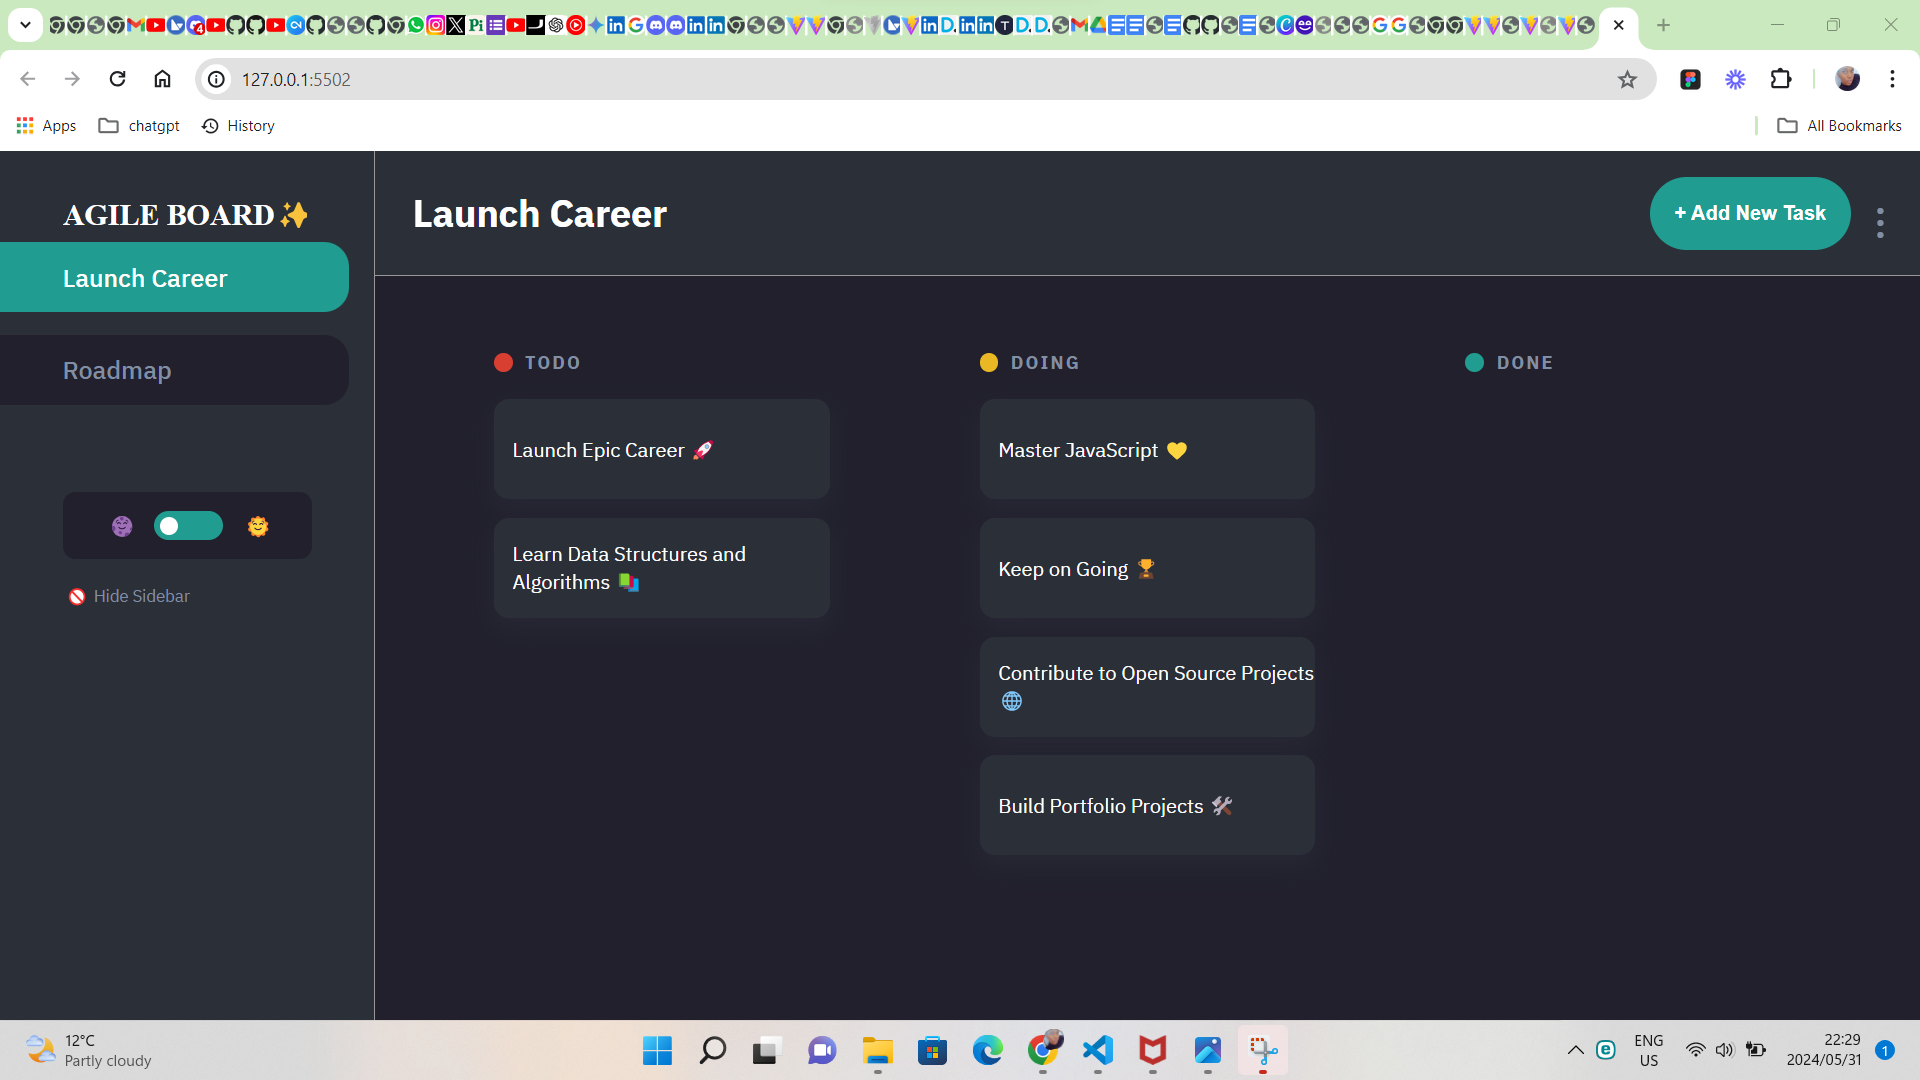 127.0.0.1:5502
Apps
chatgpt
History
All Bookmarks
AGILE BOARD✨
Launch Career
Roadmap
Hide Sidebar
Launch Career
+ Add New Task
TODO
Launch Epic Career 🚀
Learn Data Structures and
Algorithms 📚
DOING
Master JavaScript 💛
Keep on Going 🏆
Contribute to Open Source Projects
🌐
Build Portfolio Projects 🛠️
DONE
12°C
Partly cloudy
ENG
US
22:29
2024/05/31
1